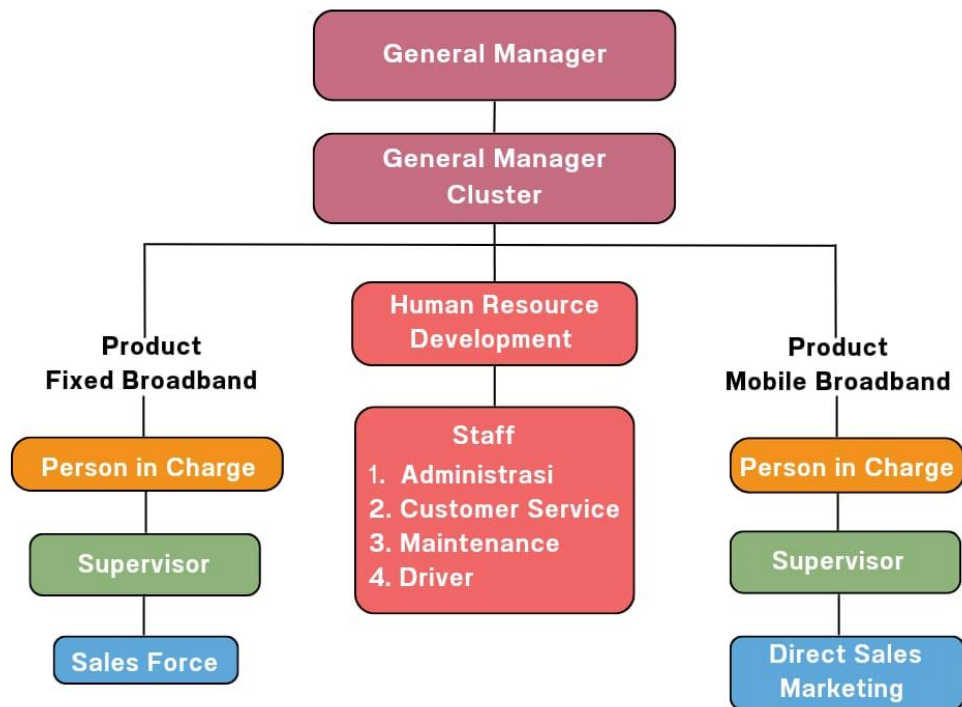 General Manager
General Manager
Cluster
Product
Fixed Broadband
Person in Charge
Supervisor
Sales Force
Human Resource
Development
Staff
1. Administrasi
2. Customer Service
3. Maintenance
4. Driver
Product
Mobile Broadband
Person in Charge
Supervisor
Direct Sales
Marketing